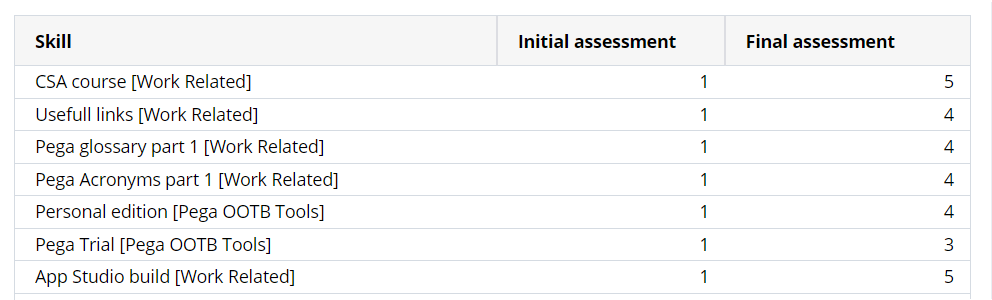 Skill Initial assessment Final assessment
CSA course [Work Related] 1 5
Usefull links [Work Related] 1 4
Pega glossary part 1 [Work Related] 1 4
Pega Acronyms part 1 [Work Related] 1 4
Personal edition [Pega OOTB Tools] 1 4
Pega Trial [Pega OOTB Tools] 1 3
App Studio build [Work Related] 1 5